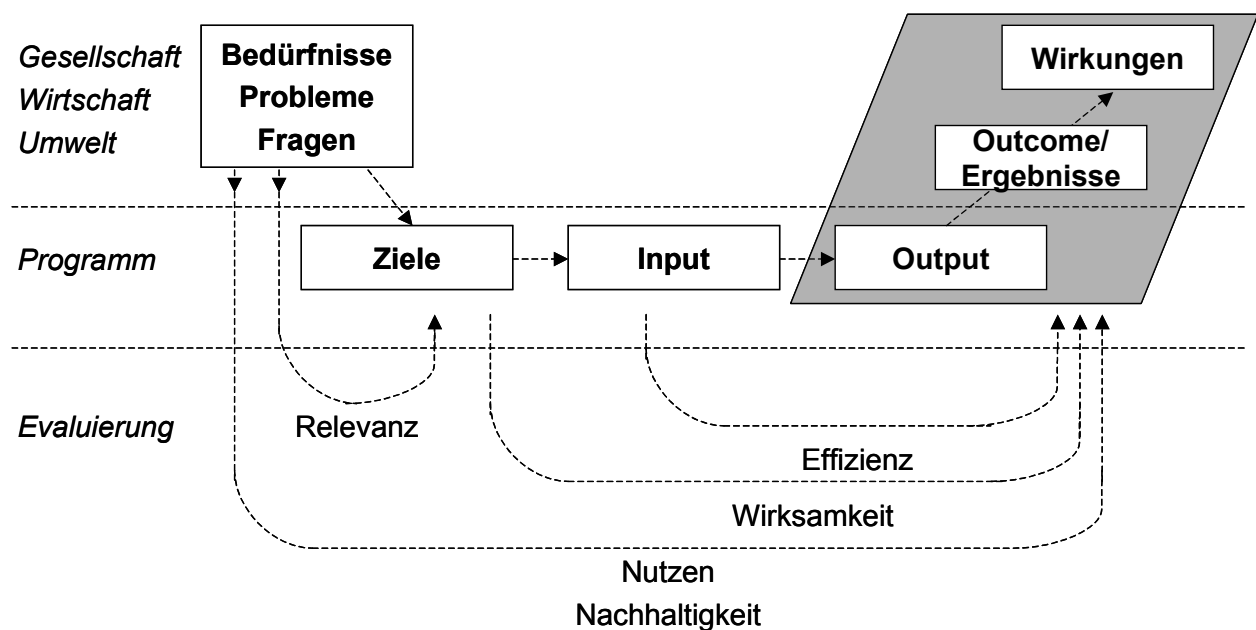 Gesellschaft
Wirtschaft
Umwelt
Bedürfnisse
Probleme
Fragen
Wirkungen
Outcome/
Ergebnisse
Programm
Ziele
Input
Output
Evaluierung
Relevanz
Effizienz
Wirksamkeit
Nutzen
Nachhaltigkeit